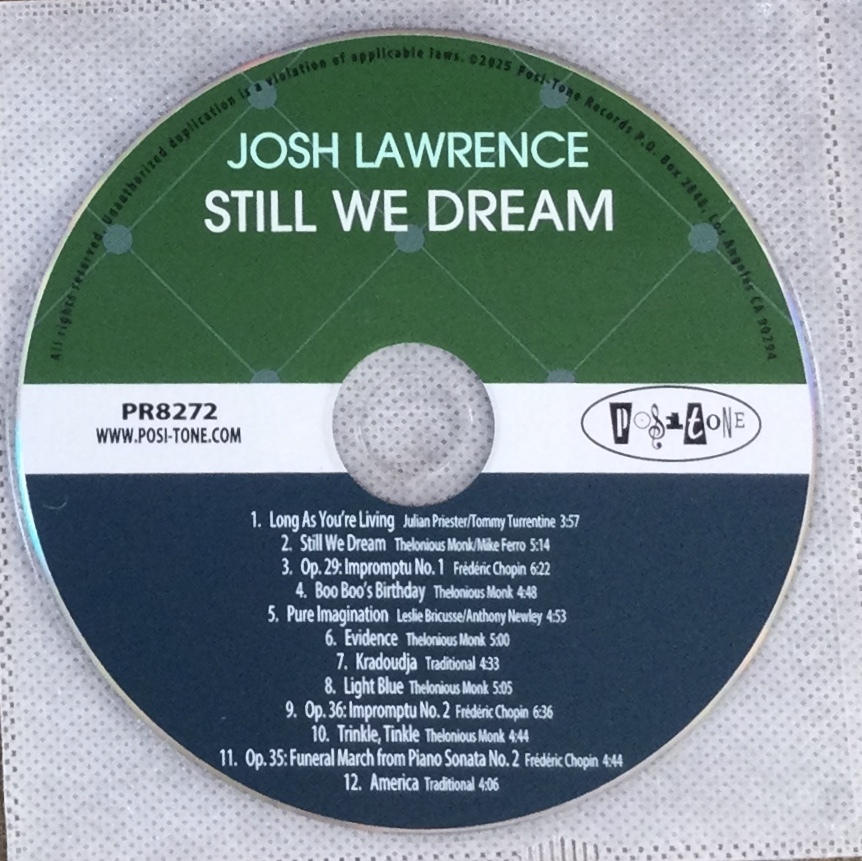 All rights reserved. Unauthorized duplication is a violation of applicable laws. ©2025 Posi-Tone Records P.O. Box 2848, Los Angeles CA 90294
JOSH LAWRENCE
STILL WE DREAM
PR8272
WWW.POSI-TONE.COM
POSI-TONE
1. Long As You're Living Julian Priester/Tommy Turrentine 3:57
2. Still We Dream Thelonious Monk/Mike Ferro 5:14
3. Op. 29: Impromptu No. 1 Frédéric Chopin 6:22
4. Boo Boo's Birthday Thelonious Monk 4:48
5. Pure Imagination Leslie Bricusse/Anthony Newley 4:53
6. Evidence Thelonious Monk 5:00
7. Kradoudja Traditional 4:33
8. Light Blue Thelonious Monk 5:05
9. Op. 36: Impromptu No. 2 Frédéric Chopin 6:36
10. Trinkle, Tinkle Thelonious Monk 4:44
11. Op. 35: Funeral March from Piano Sonata No. 2 Frédéric Chopin 4:44
12. America Traditional 4:06